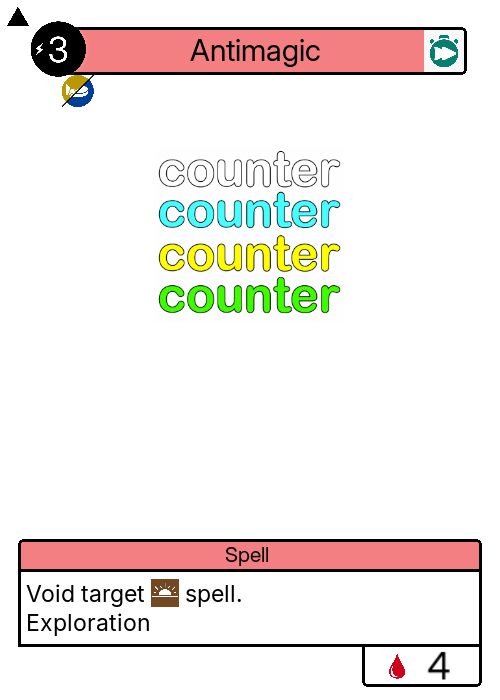 3
Antimagic
counter
counter
counter
counter
Spell
Void target spell.
Exploration
4